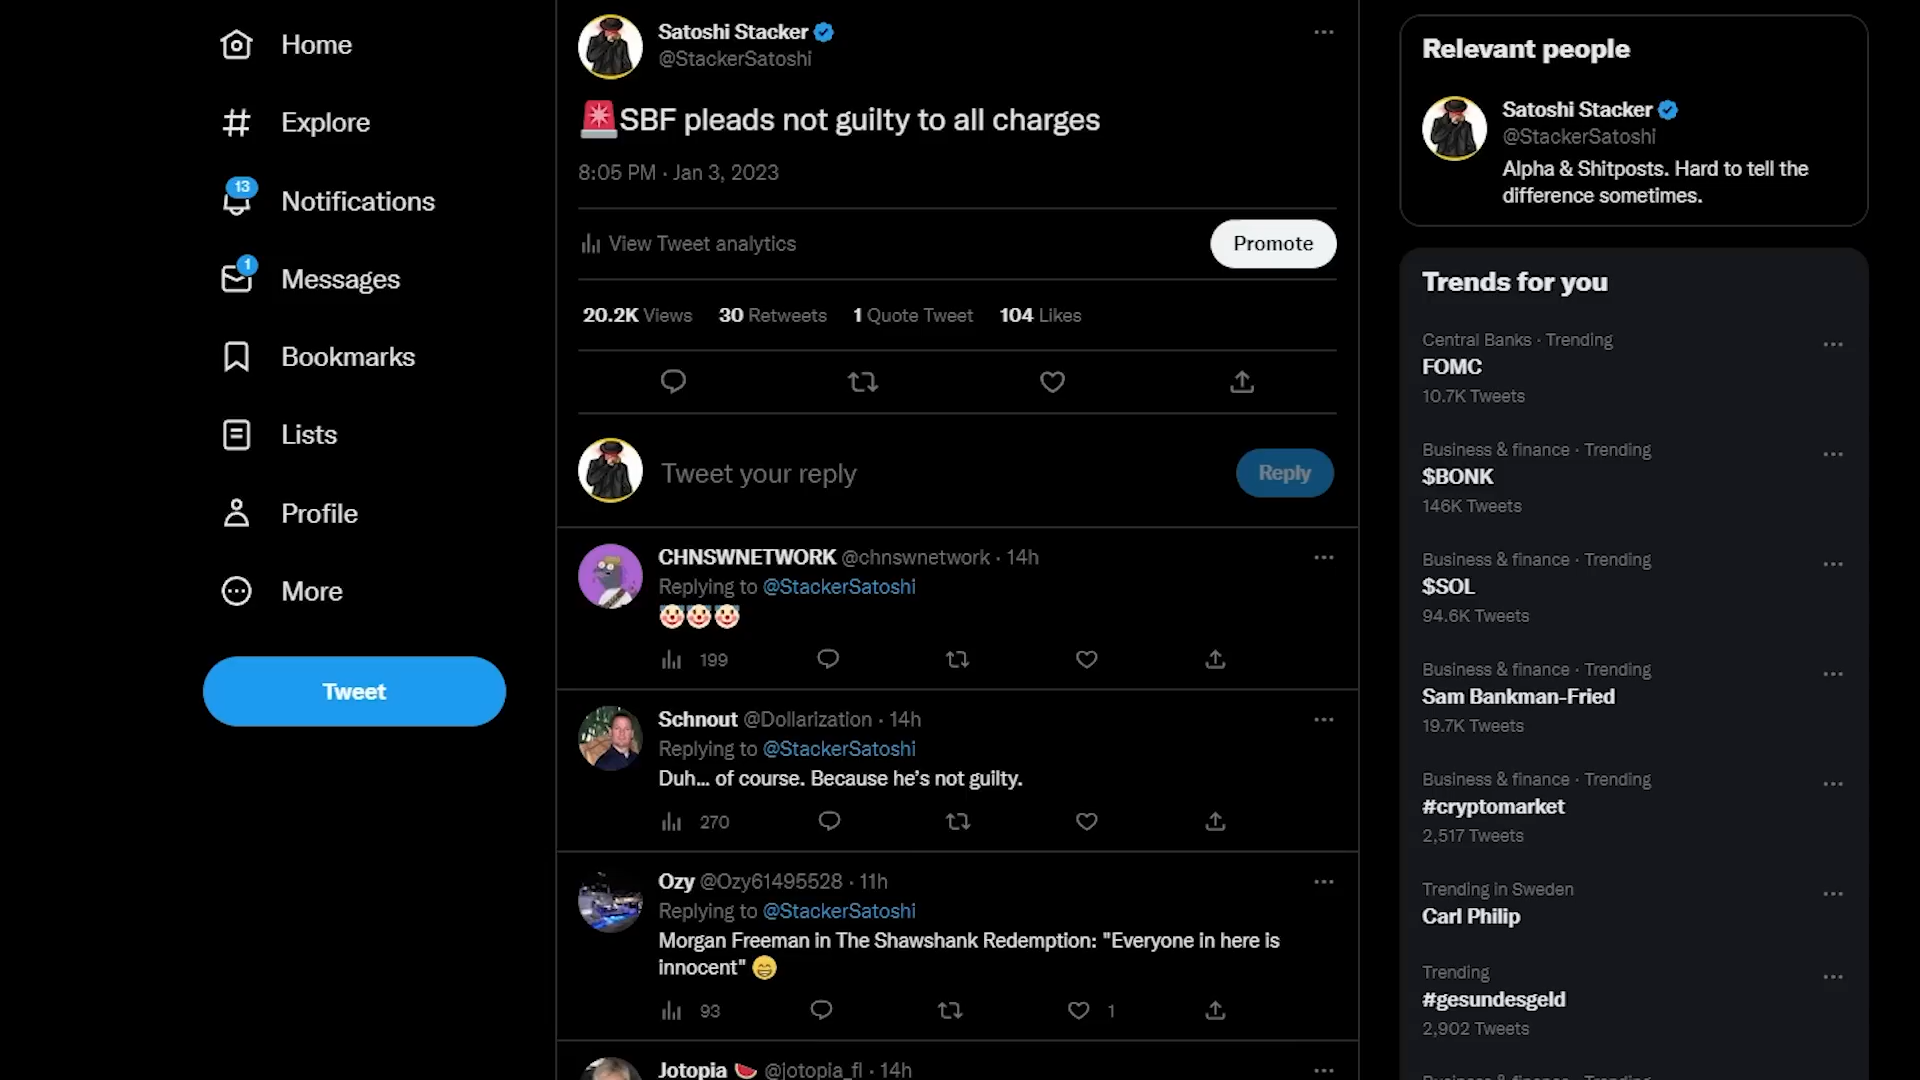 Home
Explore
13
Notifications
1
Messages
Bookmarks
Lists
Profile
More
Tweet
Satoshi Stacker
@StackerSatoshi
SBF pleads not guilty to all charges
8:05 PM · Jan 3, 2023
View Tweet analytics
Promote
20.2K Views 30 Retweets 1 Quote Tweet 104 Likes
Tweet your reply
Reply
CHNSWNETWORK @chnswnetwork · 14h
Replying to @StackerSatoshi
199
Schnout @Dollarization · 14h
Replying to @StackerSatoshi
Duh... of course. Because he's not guilty.
270
Ozy @Ozy61495528 · 11h
Replying to @StackerSatoshi
Morgan Freeman in The Shawshank Redemption: "Everyone in here is
innocent"
93
1
Jotopia @jotopia_fl · 14h
Relevant people
Satoshi Stacker
@StackerSatoshi
Alpha & Shitposts. Hard to tell the
difference sometimes.
Trends for you
Central Banks · Trending
FOMC
10.7K Tweets
Business & finance · Trending
$BONK
146K Tweets
Business & finance · Trending
$SOL
94.6K Tweets
Business & finance · Trending
Sam Bankman-Fried
19.7K Tweets
Business & finance · Trending
#cryptomarket
2,517 Tweets
Trending in Sweden
Carl Philip
Trending
#gesundesgeld
2,902 Tweets